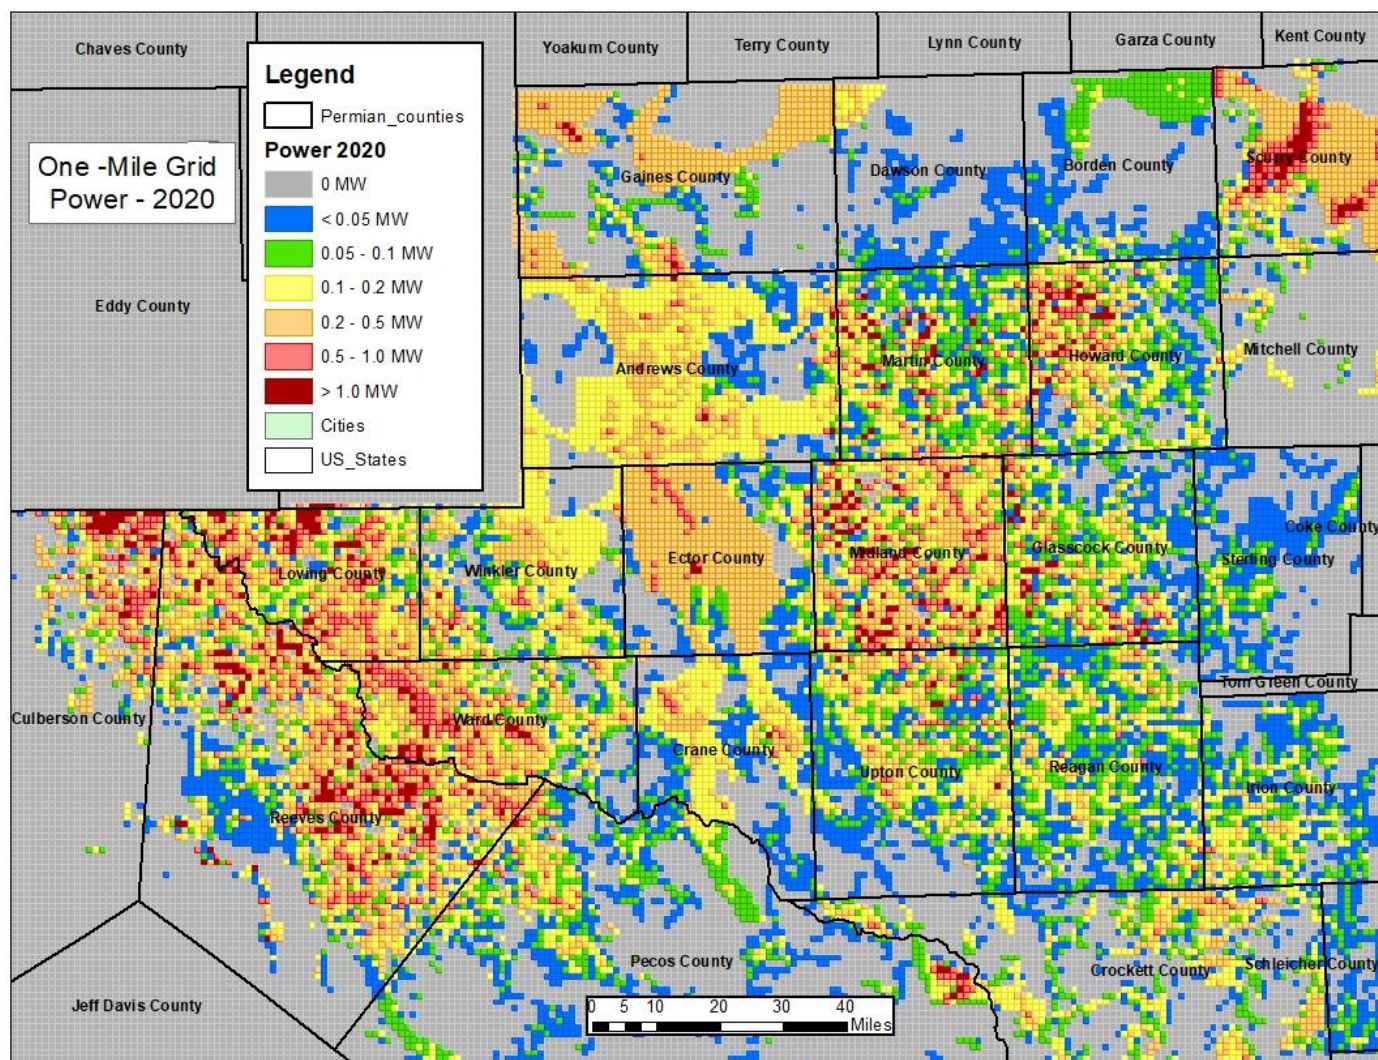 Chaves County
Yoakum County
Terry County
Lynn County
Garza County
Kent County
Legend
Permian_counties
Power 2020
0 MW
< 0.05 MW
0.05 - 0.1 MW
0.1 - 0.2 MW
0.2 - 0.5 MW
0.5 - 1.0 MW
> 1.0 MW
Cities
US_States
One -Mile Grid
Power - 2020
Gaines County
Dawson County
Borden County
Scurry County
Eddy County
Andrews County
Martin County
Howard County
Mitchell County
Loving County
Winkler County
Ector County
Midland County
Glasscock County
Coke County
Sterling County
Tom Green County
Culberson County
Ward County
Crane County
Upton County
Reagan County
Irion County
Reeves County
Pecos County
Crockett County
Schleicher County
Jeff Davis County
0 5 10 20 30 40
Miles